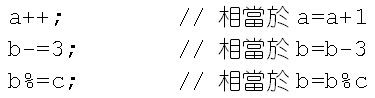 a++;          // 相當於 a=a+1
b-=3;         // 相當於 b=b-3
b%=c;         // 相當於 b=b%c